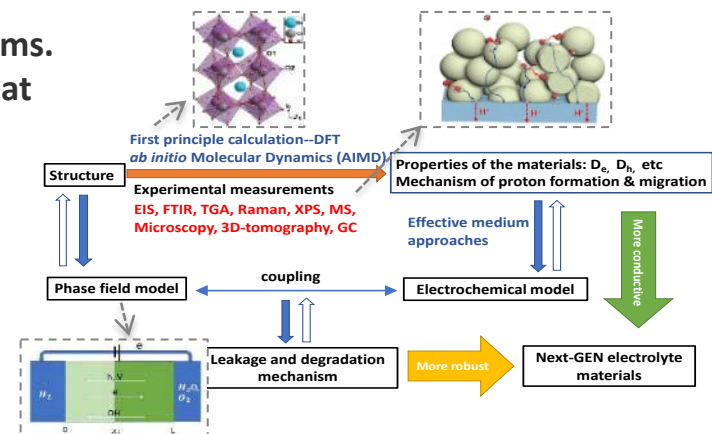 ms.
at
O1
O2
H⁺
H⁺
H⁺
First principle calculation--DFT
ab initio Molecular Dynamics (AIMD)
Structure
Experimental measurements
EIS, FTIR, TGA, Raman, XPS, MS,
Microscopy, 3D-tomography, GC
Properties of the materials: Dₑ, Dₕ, etc
Mechanism of proton formation & migration
Effective medium
approaches
More conductive
Phase field model
coupling
Electrochemical model
e
H₂
h
V
e
OH
O₂
0
L
Leakage and degradation
mechanism
More robust
Next-GEN electrolyte
materials